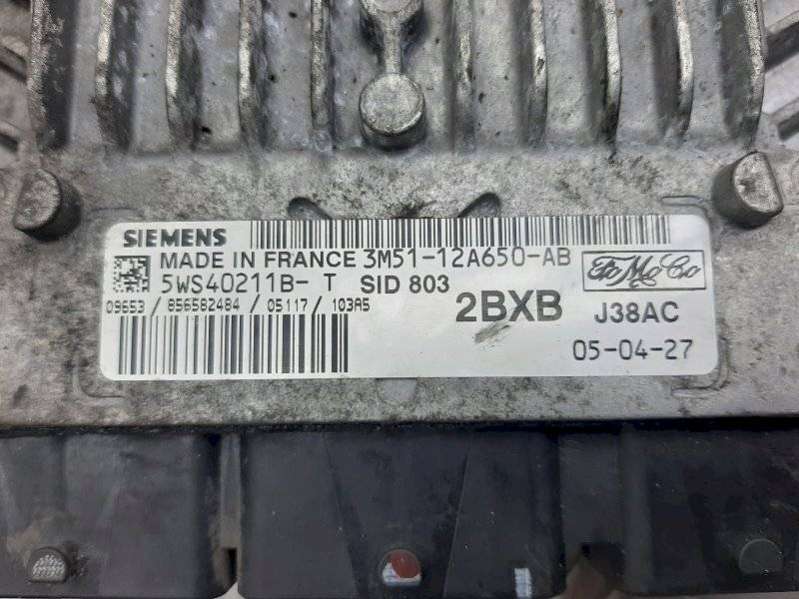 SIEMENS
MADE IN FRANCE 3M51-12A650-AB
5WS40211B- T SID 803
FoMoCo
09653 / 856582484 / 05117 / 103A5
2BXB J38AC
05-04-27